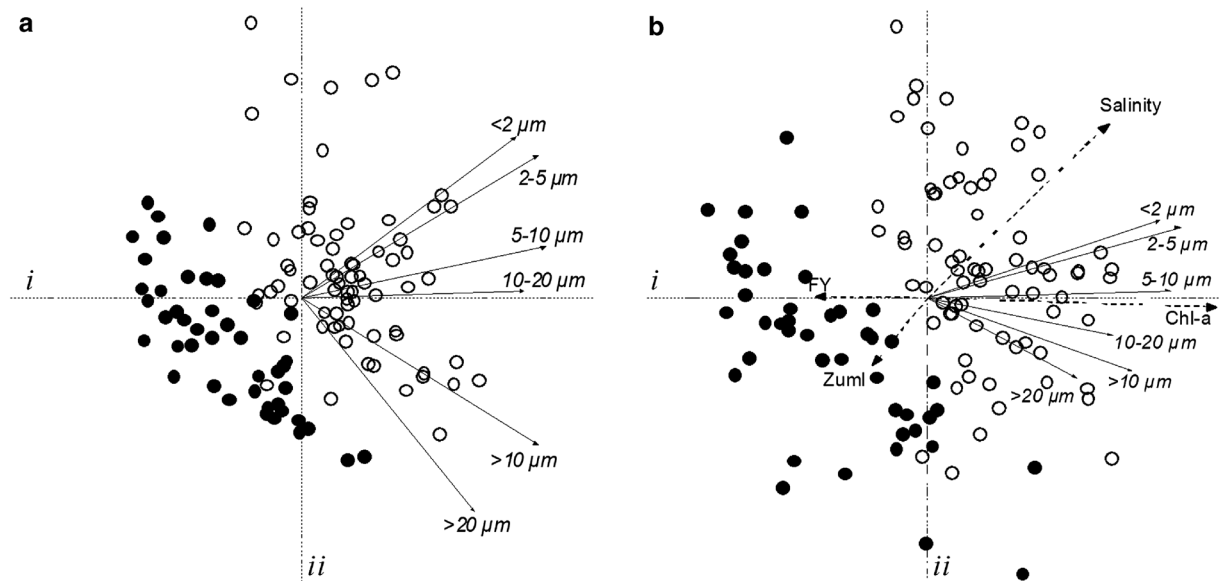 a
<2 µm
2-5 µm
5-10 µm
10-20 µm
i
>10 µm
>20 µm
ii
b
Salinity
<2 µm
2-5 µm
5-10 µm
i
FY
Chl-a
10-20 µm
Zuml
>10 µm
>20 µm
ii